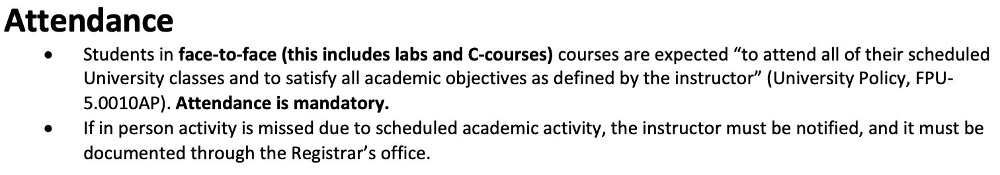 Attendance
• Students in face-to-face (this includes labs and C-courses) courses are expected “to attend all of their scheduled
University classes and to satisfy all academic objectives as defined by the instructor” (University Policy, FPU-
5.0010AP). Attendance is mandatory.
• If in person activity is missed due to scheduled academic activity, the instructor must be notified, and it must be
documented through the Registrar’s office.